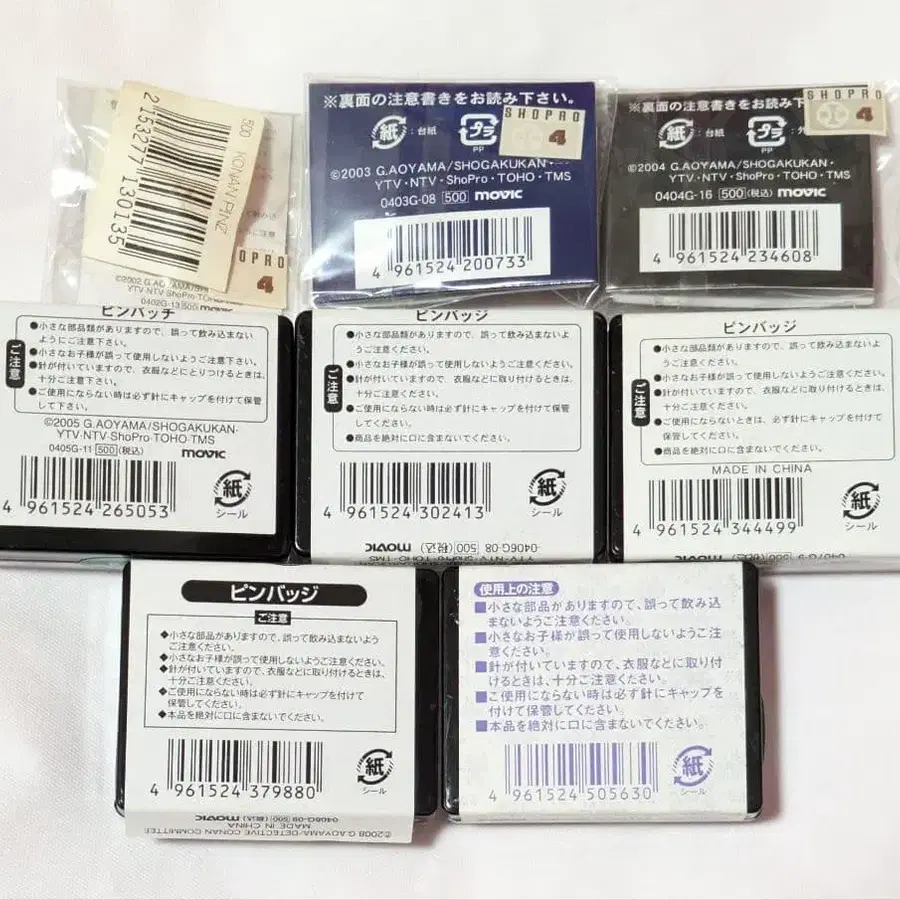 2 153277 130135
500 KONAN PINZ
SHOPRO
4
©2002 G.AOYAMA/SH
YTV·NTV·ShoPro·TOHO·
0402G-13 500 movic
※裏面の注意書きをお読み下さい。
紙:台紙
プラ
PP
SHOPRO
4
©2003 G.AOYAMA/SHOGAKUKAN・
YTV・NTV・ShoPro・TOHO・TMS
0403G-08 500 movic
4 961524 200733
※裏面の注意書きをお読み下
SHOPRO
4
紙:台紙
プラ
PP
©2004 G.AOYAMA/SHOGAKUKAN・
YTV・NTV・ShoPro・TOHO・TMS
0404G-16 500(税込) movic
4 961524 234608
ピンバッチ
ご注意
●小さな部品類がありますので、誤って飲み込まない
ようにご注意下さい。
●小さなお子様が誤って使用しないようご注意下さい。
●針が付いていますので、衣服などにとりつけるときは、
十分ご注意下さい。
●ご使用にならない時は必ず針にキャップを付けて保管
して下さい。
©2005 G.AOYAMA/SHOGAKUKAN・
YTV・NTV・ShoPro・TOHO・TMS
0405G-11 500(税込) movic
4 961524 265053
紙
シール
ピンバッジ
ご注意
●小さな部品類がありますので、誤って飲み込まないよ
うご注意ください。
●小さなお子様が誤って使用しないようご注意ください。
●針が付いていますので、衣服などに取り付けるときは、
十分ご注意ください。
●ご使用にならない時は必ず針にキャップを付けて保管
してください。
●商品を絶対に口に含まないでください。
4 961524 302413
紙
シール
0406G-08 500(税込) movic
YTV・NTV・ShoPro・TOHO・TMS
ピンバッジ
ご注意
●小さな部品類がありますので、誤って飲み込まないよ
うご注意ください。
●小さなお子様が誤って使用しないようご注意ください。
●針が付いていますので、衣服などに取り付けるときは、
十分ご注意ください。
●ご使用にならないときは、必ず針にキャップを付けて
保管してください。
●商品を絶対に口に含まないでください。
MADE IN CHINA
4 961524 344499
紙
シール
ピンバッジ
ご注意
◆小さな部品がありますので、誤って飲み込まないよう
ご注意ください。
◆小さなお子様が誤って使用しないようご注意ください。
◆針が付いていますので、衣服などに取り付けるときは、
十分ご注意ください。
◆ご使用にならない時は必ず針にキャップを付けて
保管してください。
◆本品を絶対に口に含まないでください。
4 961524 379880
紙
シール
0408G-09 500(税込) movic
MADE IN CHINA
©2008 G.AOYAMA/DETECTIVE CONAN COMMITTEE
使用上の注意
■小さな部品がありますので、誤って飲み込
まないようご注意ください。
■小さなお子様が誤って使用しないようご注
意ください。
■針が付いていますので、衣服などに取り付
けるときは、十分ご注意ください。
■ご使用にならない時は必ず針にキャップを
付けて保管してください。
■本品を絶対に口に含まないでください。
4 961524 505630
紙
シール